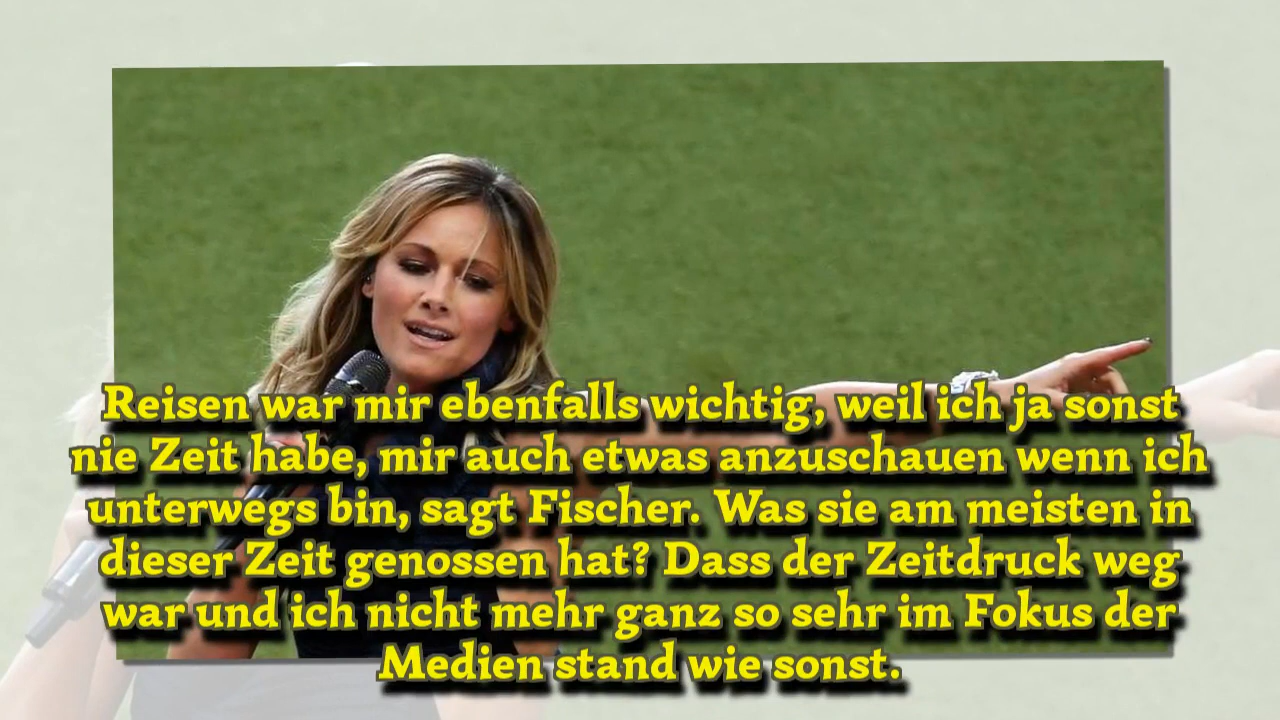 Reisen war mir ebenfalls wichtig, weil ich ja sonst
nie Zeit habe, mir auch etwas anzuschauen wenn ich
unterwegs bin, sagt Fischer. Was sie am meisten in
dieser Zeit genossen hat? Dass der Zeitdruck weg
war und ich nicht mehr ganz so sehr im Fokus der
Medien stand wie sonst.